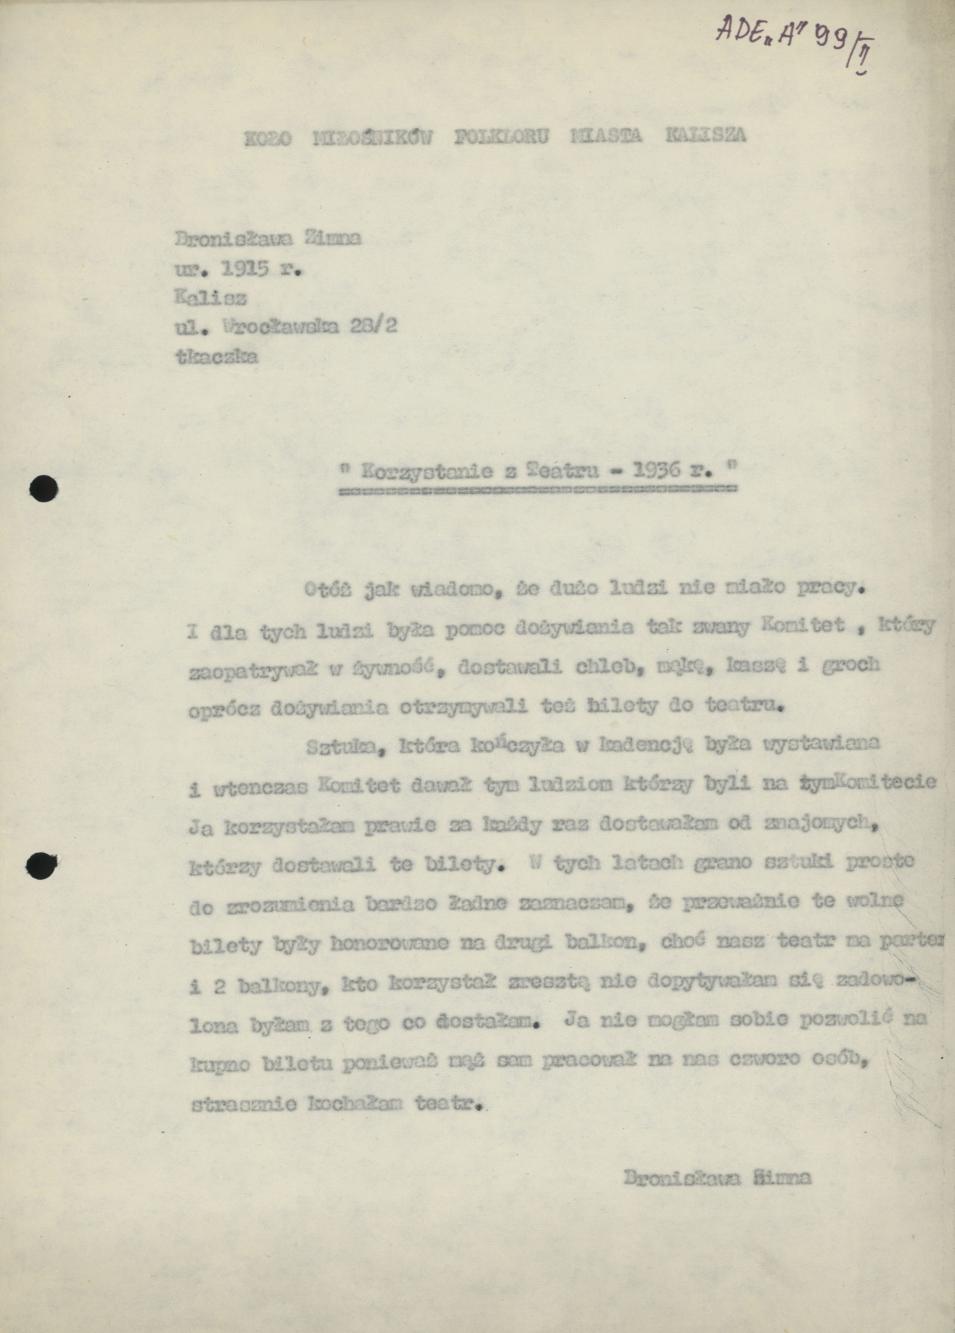 ADE „A" 99/II
KOŁO MIŁOŚNIKÓW FOLKLORU MIASTA KALISZA
Bronisława Zimna
ur. 1915 r.
Kalisz
ul. Wrocławska 28/2
tkaczka
" Korzystanie z Teatru - 1936 r. "
Otóż jak wiadomo, że dużo ludzi nie miało pracy.
I dla tych ludzi była pomoc dożywiania tak zwany Komitet , który
zaopatrywał w żywność, dostawali chleb, mąkę, kaszę i groch
oprócz dożywiania otrzymywali też bilety do teatru.
Sztuka, która kończyła w kadencję była wystawiana
i wtenczas Komitet dawał tym ludziom którzy byli na tymKomitecie
Ja korzystałam prawie za każdy raz dostawałam od znajomych,
którzy dostawali te bilety. W tych latach grano sztuki proste
do zrozumienia bardzo ładne zaznaczam, że przeważnie te wolne
bilety były honorowane na drugi balkon, choć nasz teatr ma parter
i 2 balkony, kto korzystał zresztą nie dopytywałam się zadowo-
lona byłam z tego co dostałam. Ja nie mogłam sobie pozwolić na
kupno biletu ponieważ mąż sam pracował na nas czworo osób,
strasznie kochałam teatr.
Bronisława Zimna